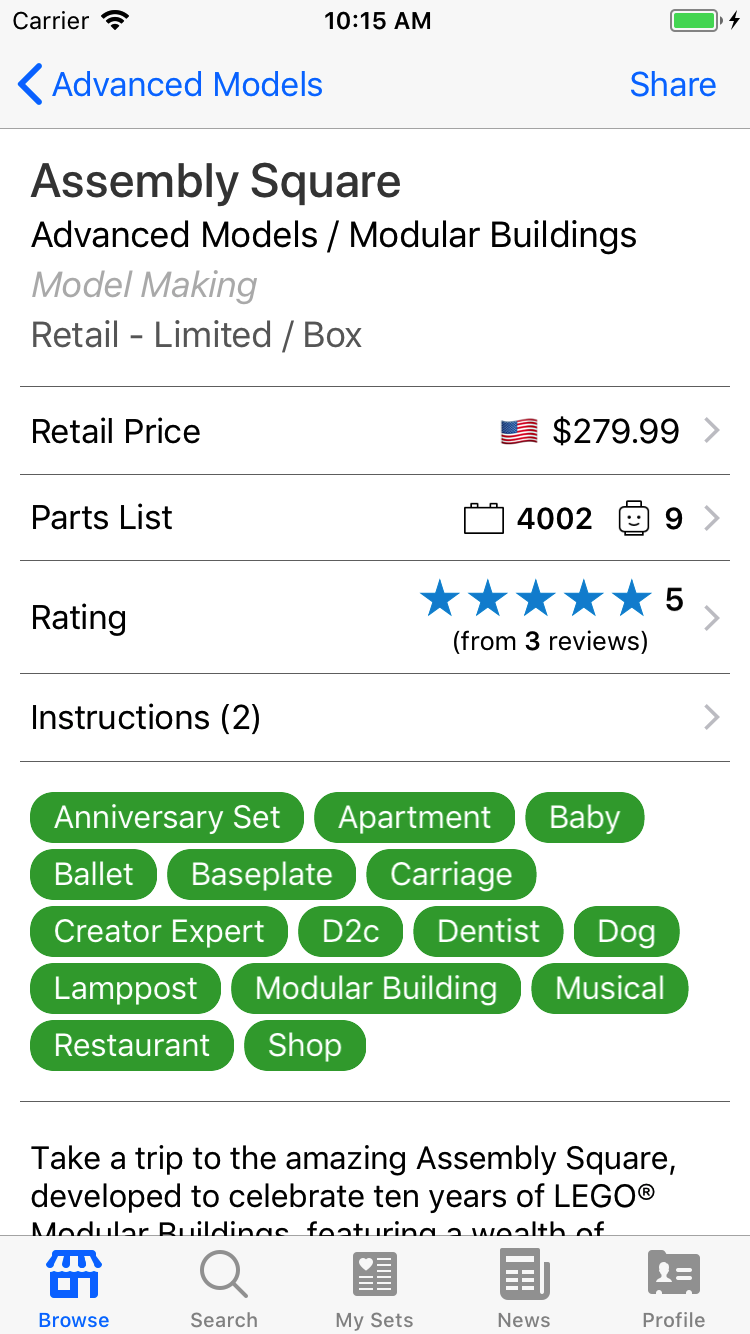 Carrier 10:15 AM
Advanced Models Share
Assembly Square
Advanced Models / Modular Buildings
Model Making
Retail - Limited / Box
Retail Price $279.99
Parts List 4002 9
Rating 5
(from 3 reviews)
Instructions (2)
Anniversary Set Apartment Baby
Ballet Baseplate Carriage
Creator Expert D2c Dentist Dog
Lamppost Modular Building Musical
Restaurant Shop
Take a trip to the amazing Assembly Square,
developed to celebrate ten years of LEGO®
Modular Buildings, featuring a wealth of
Browse Search My Sets News Profile